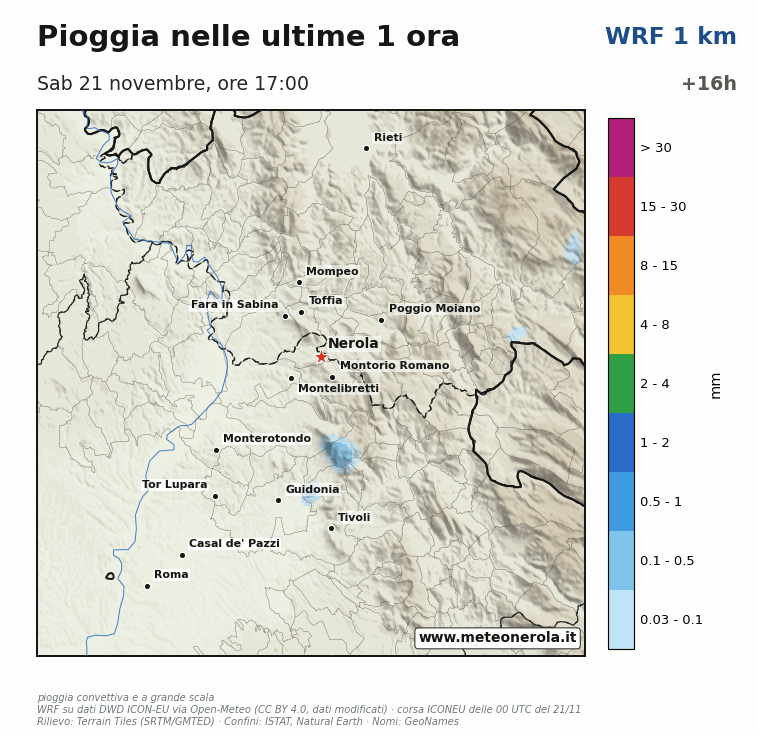 Pioggia nelle ultime 1 ora
WRF 1 km
Sab 21 novembre, ore 17:00
+16h
Rieti
Mompeo
Toffia
Fara in Sabina
Poggio Moiano
Nerola
Montorio Romano
Montelibretti
Monterotondo
Tor Lupara
Guidonia
Tivoli
Casal de' Pazzi
Roma
www.meteonerola.it
> 30
15 - 30
8 - 15
4 - 8
2 - 4
1 - 2
0.5 - 1
0.1 - 0.5
0.03 - 0.1
mm
pioggia convettiva e a grande scala
WRF su dati DWD ICON-EU via Open-Meteo (CC BY 4.0, dati modificati) · corsa ICONEU delle 00 UTC del 21/11
Rilievo: Terrain Tiles (SRTM/GMTED) · Confini: ISTAT, Natural Earth · Nomi: GeoNames